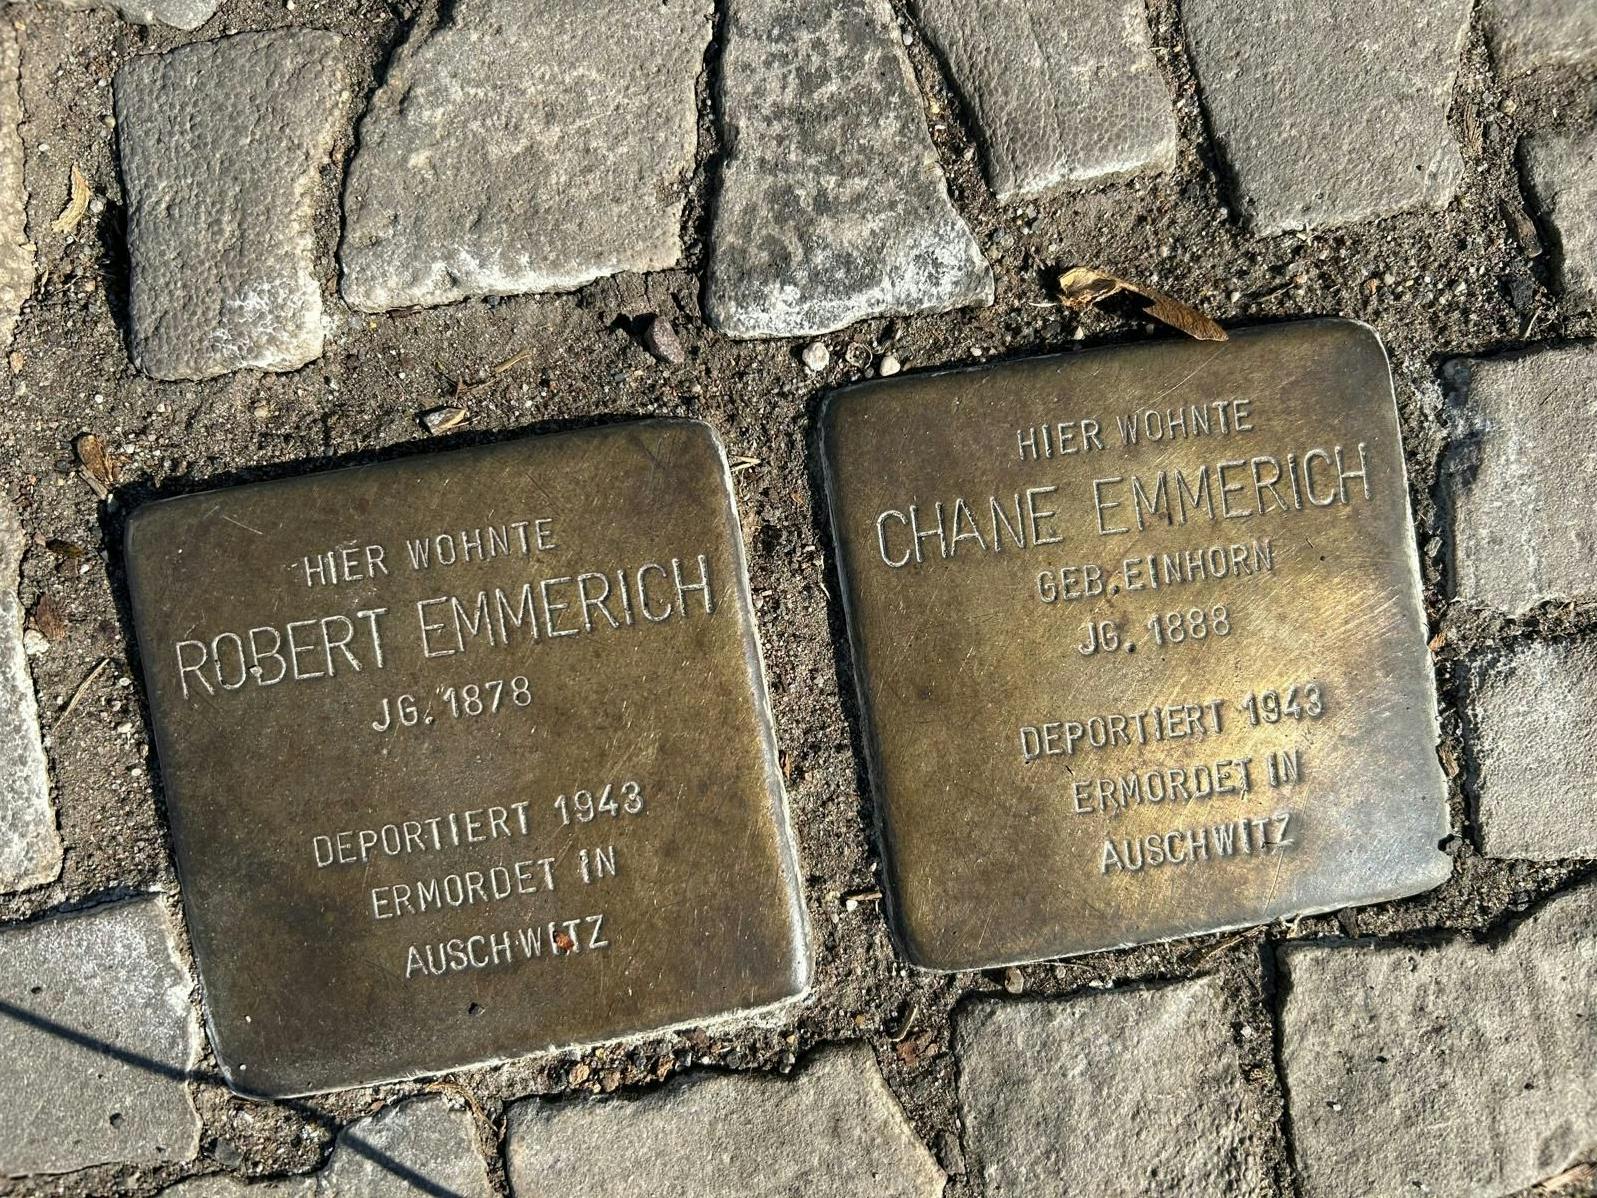 HIER WOHNTE
ROBERT EMMERICH
JG. 1878
DEPORTIERT 1943
ERMORDET IN
AUSCHWITZ
HIER WOHNTE
CHANE EMMERICH
GEB. EINHORN
JG. 1888
DEPORTIERT 1943
ERMORDET IN
AUSCHWITZ